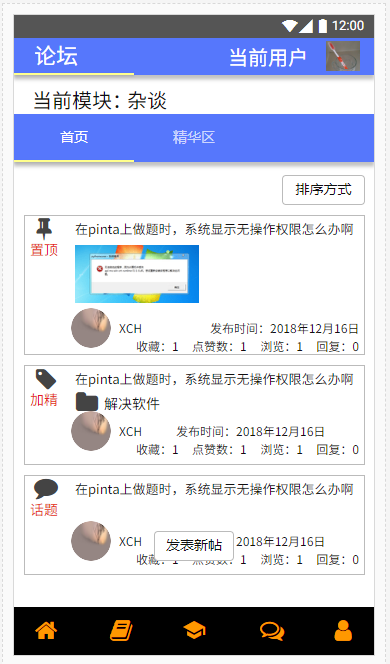 12:00
论坛 当前用户
当前模块：杂谈
首页 精华区
排序方式
在pinta上做题时，系统显示无操作权限怎么办啊
置顶
XCH 发布时间：2018年12月16日
收藏：1 点赞数：1 浏览：1 回复：0
在pinta上做题时，系统显示无操作权限怎么办啊
加精 解决软件
XCH 发布时间：2018年12月16日
收藏：1 点赞数：1 浏览：1 回复：0
在pinta上做题时，系统显示无操作权限怎么办啊
话题
XCH 发表新帖 2018年12月16日
收藏：1 点赞数：1 浏览：1 回复：0